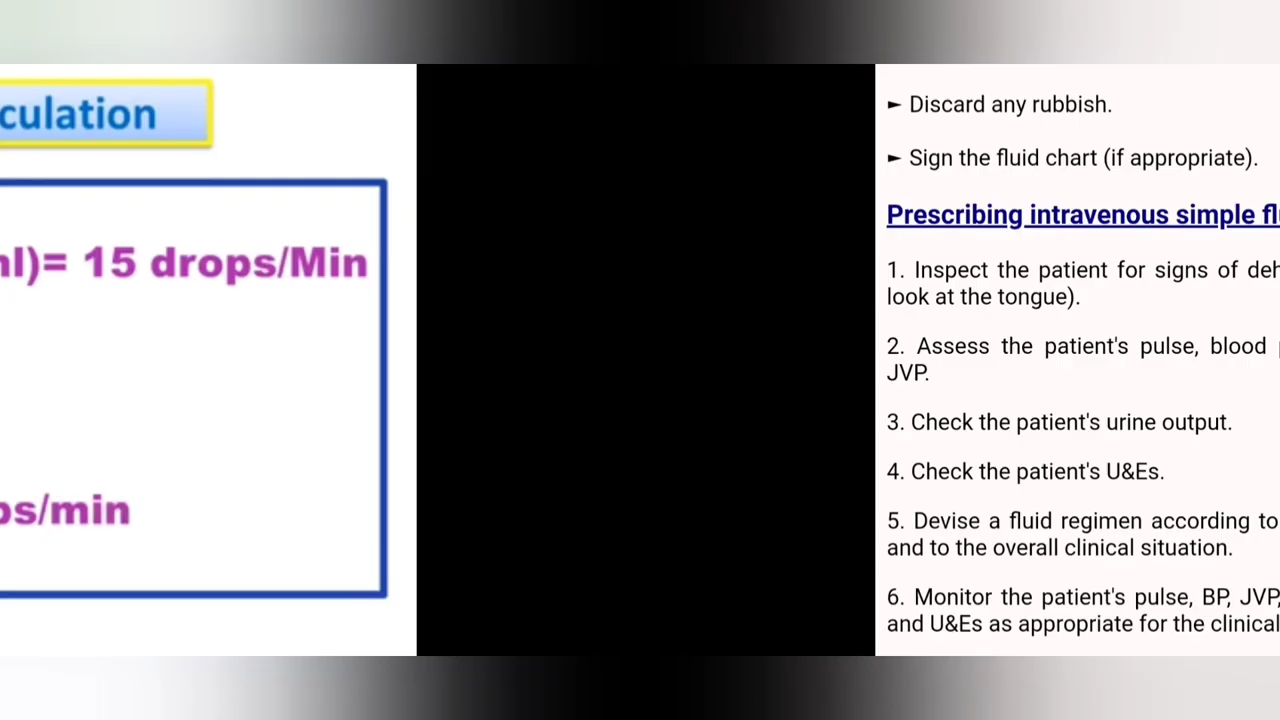 culation
nl)= 15 drops/Min
ps/min
► Discard any rubbish.
► Sign the fluid chart (if appropriate).
Prescribing intravenous simple fl
1. Inspect the patient for signs of deh
look at the tongue).
2. Assess the patient's pulse, blood
JVP.
3. Check the patient's urine output.
4. Check the patient's U&Es.
5. Devise a fluid regimen according to
and to the overall clinical situation.
6. Monitor the patient's pulse, BP, JVP,
and U&Es as appropriate for the clinical